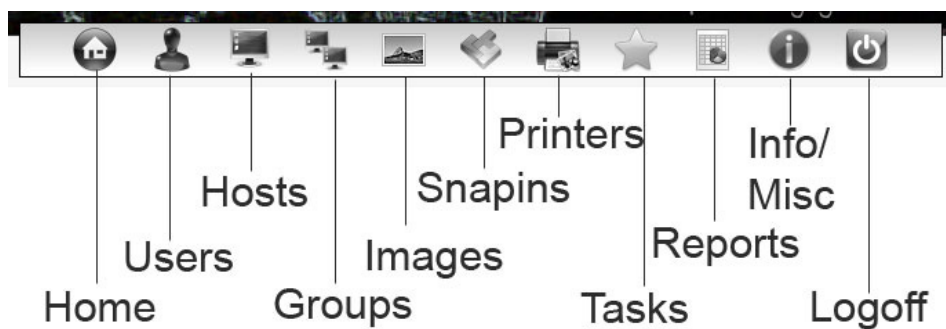 Printers
Info/
Misc
Hosts
Snapins
Users
Images
Reports
Home
Groups
Tasks
Logoff